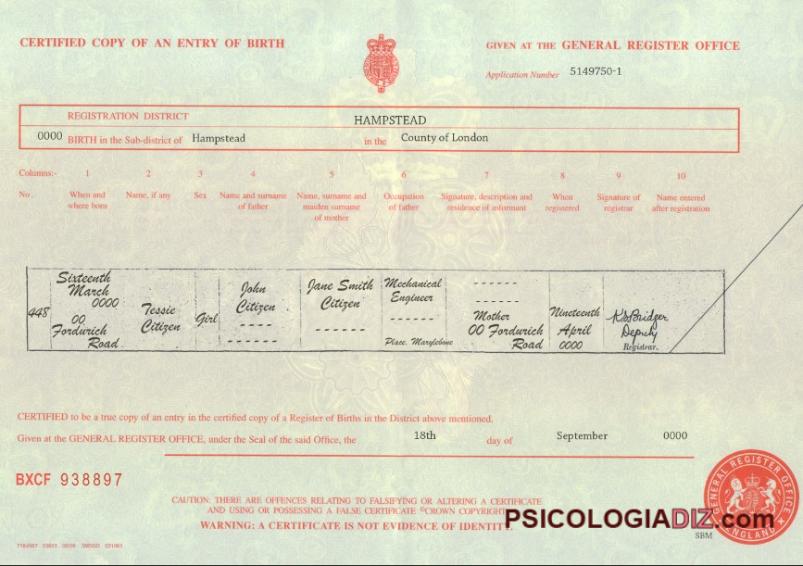 CERTIFIED COPY OF AN ENTRY OF BIRTH
GIVEN AT THE GENERAL REGISTER OFFICE
Application Number 5149750-1
REGISTRATION DISTRICT
HAMPSTEAD
0000 BIRTH in the Sub-district of Hampstead in the County of London
Columns:- 1 2 3 4 5 6 7 8 9 10
No. When and where born
Name, if any
Sex
Name and surname of father
Name, surname and maiden surname of mother
Occupation of father
Signature, description and residence of informant
When registered
Signature of registrar
Name entered after registration
448
Sixteenth
March
0000
00
Fordwich
Road
Tessie
Citizen
Girl
John
Citizen
- - - -
- - - - - -
Jane Smith
Citizen
- - - - - -
Mechanical
Engineer
- - - - - -
Place. Marylebone
- - - - - -
- - - - - -
Mother
00 Fordwich
Road
Nineteenth
April
0000
Deputy
Registrar.
CERTIFIED to be a true copy of an entry in the certified copy of a Register of Births in the District above mentioned.
Given at the GENERAL REGISTER OFFICE, under the Seal of the said Office, the 18th day of September 0000
BXCF 938897
CAUTION: THERE ARE OFFENCES RELATING TO FALSIFYING OR ALTERING A CERTIFICATE
AND USING OR POSSESSING A FALSE CERTIFICATE ©CROWN COPYRIGHT
WARNING: A CERTIFICATE IS NOT EVIDENCE OF IDENTITY.
GENERAL REGISTER OFFICE
ENGLAND
PSICOLOGIADIZ.com
SBM